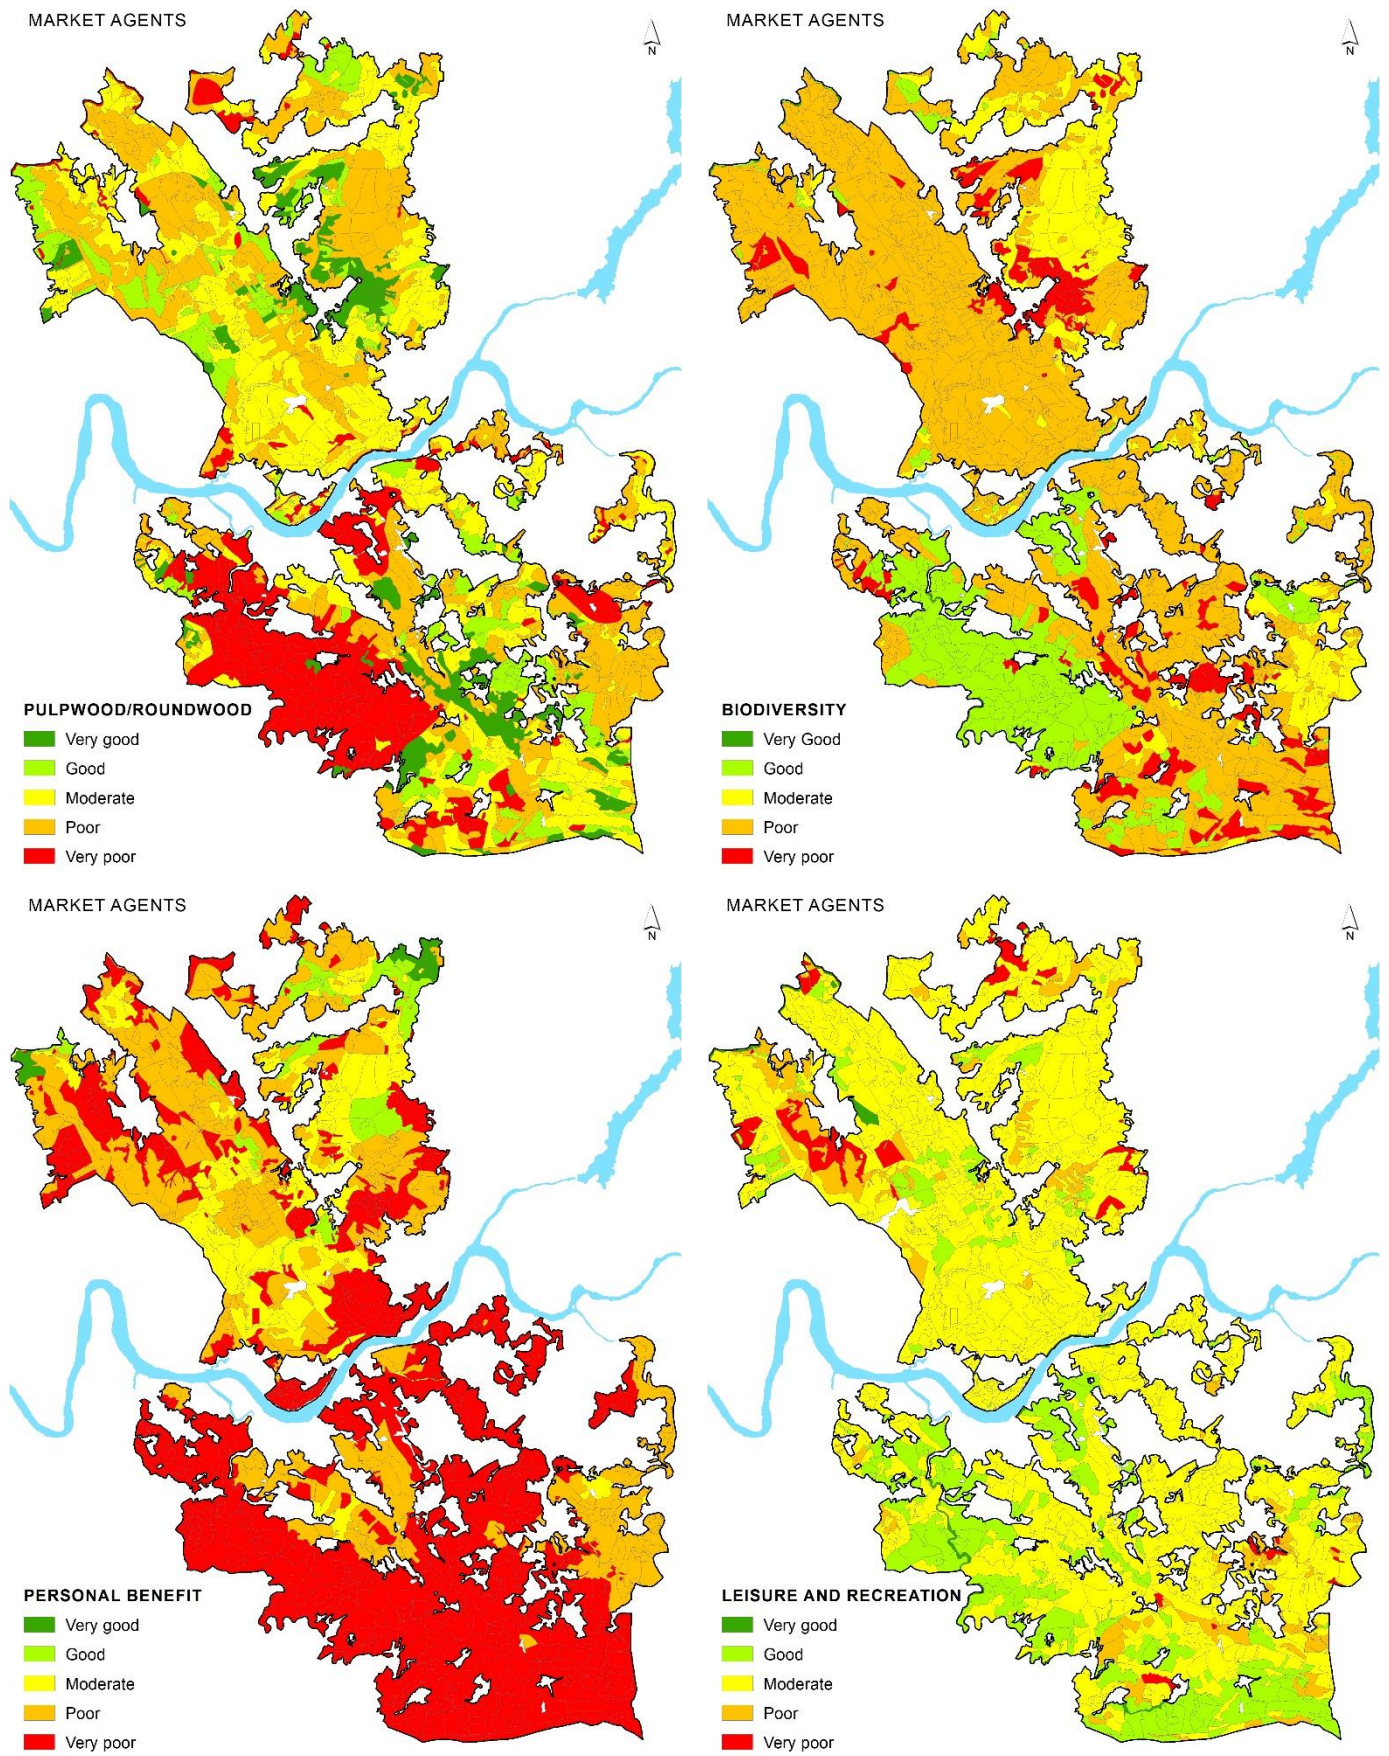 MARKET AGENTS
N
PULPWOOD/ROUNDWOOD
Very good
Good
Moderate
Poor
Very poor
MARKET AGENTS
N
BIODIVERSITY
Very Good
Good
Moderate
Poor
Very poor
MARKET AGENTS
N
PERSONAL BENEFIT
Very good
Good
Moderate
Poor
Very poor
MARKET AGENTS
N
LEISURE AND RECREATION
Very good
Good
Moderate
Poor
Very poor